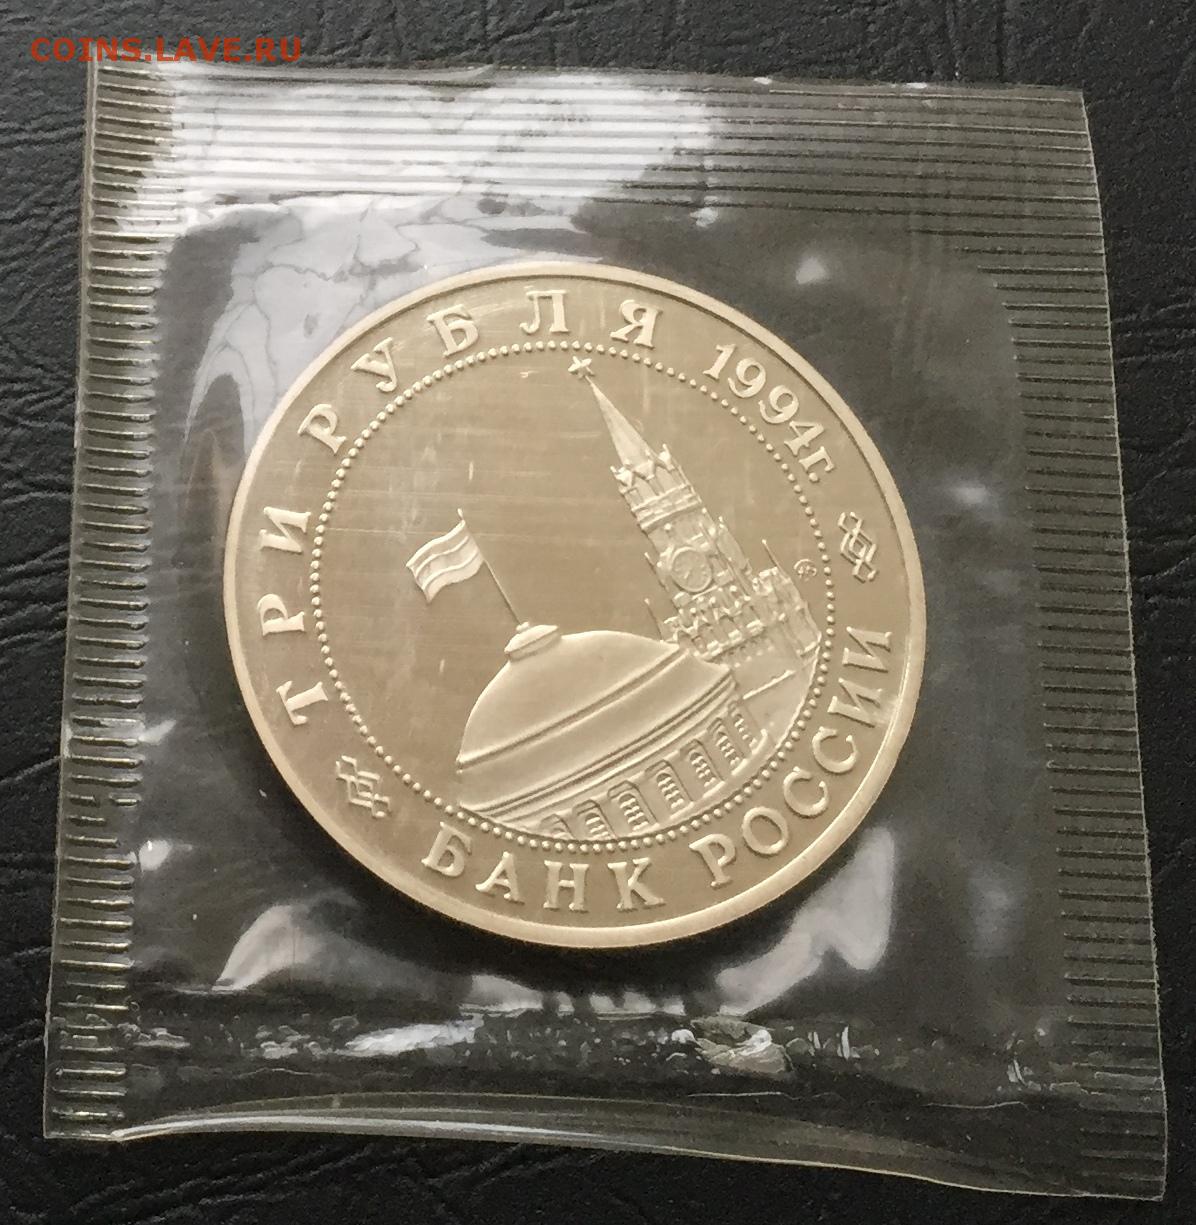 COINS.LAVE.RU
ТРИ РУБЛЯ 1994г.
БАНК РОССИИ